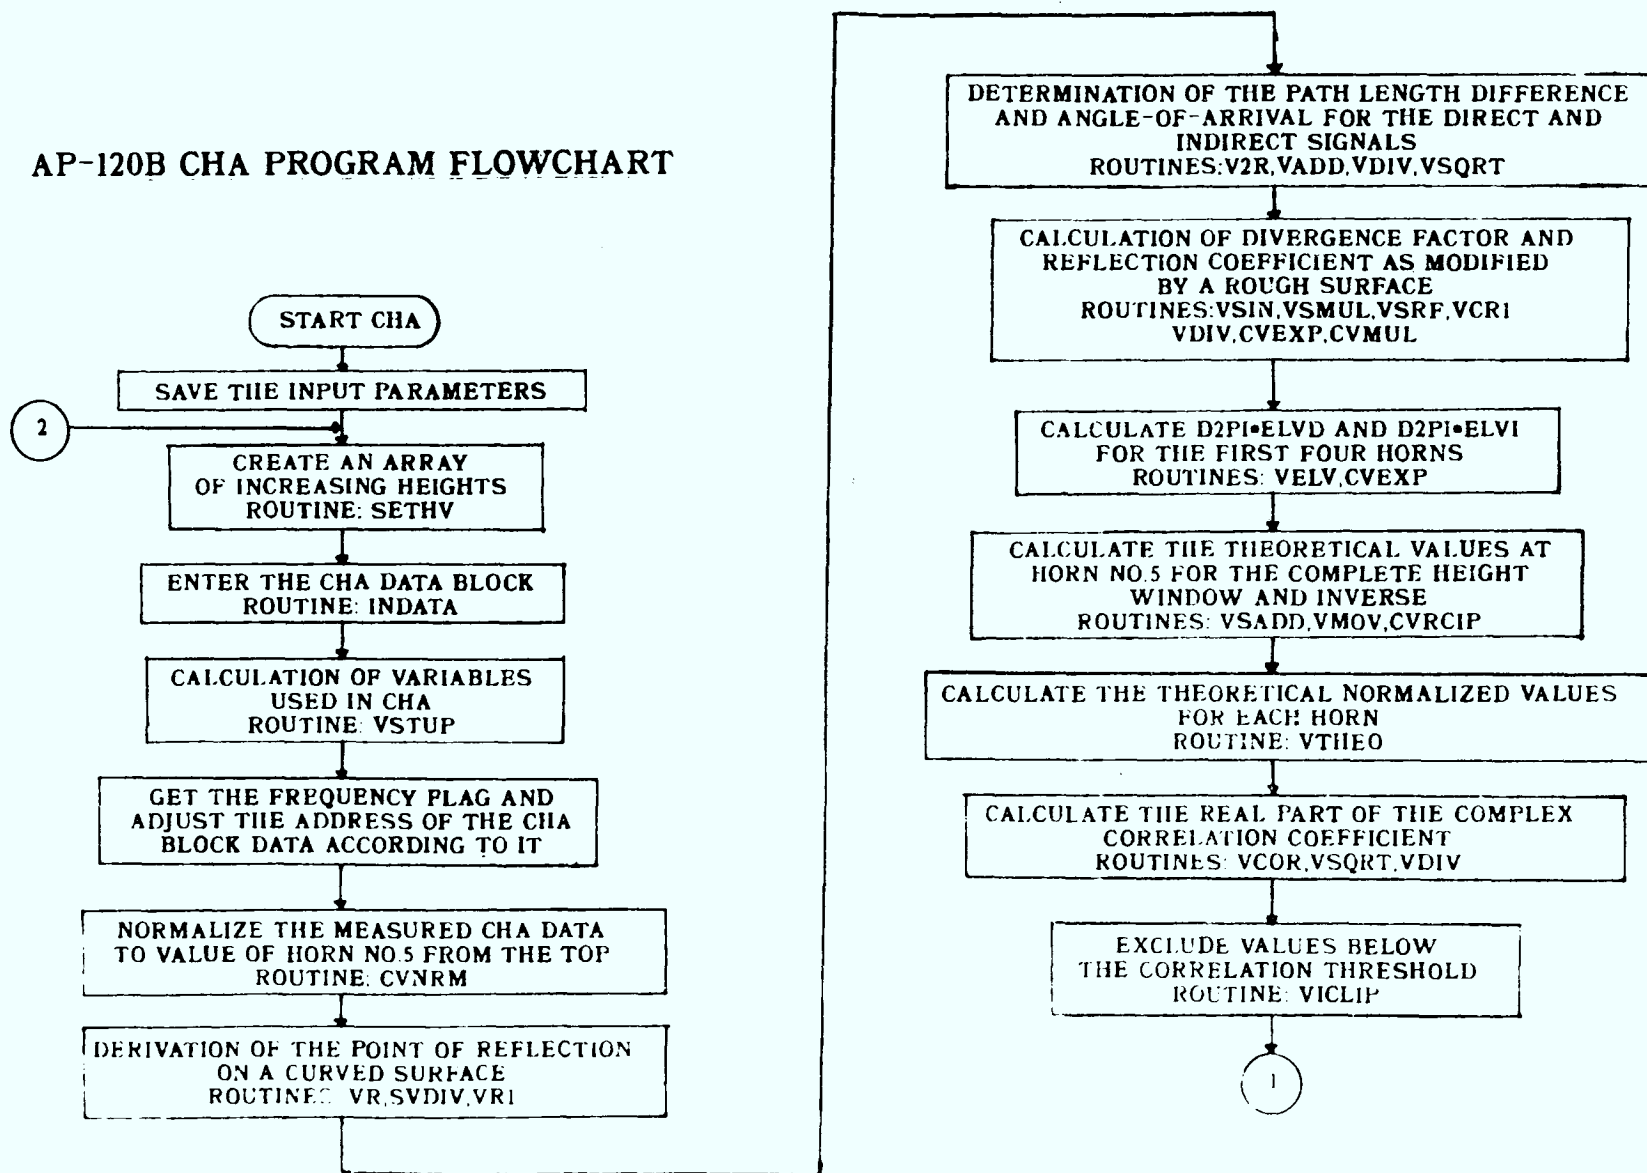 AP-120B CHA PROGRAM FLOWCHART
START CHA
SAVE THE INPUT PARAMETERS
2
CREATE AN ARRAY
OF INCREASING HEIGHTS
ROUTINE: SETHV
ENTER THE CHA DATA BLOCK
ROUTINE: INDATA
CALCULATION OF VARIABLES
USED IN CHA
ROUTINE: VSTUP
GET THE FREQUENCY FLAG AND
ADJUST THE ADDRESS OF THE CHA
BLOCK DATA ACCORDING TO IT
NORMALIZE THE MEASURED CHA DATA
TO VALUE OF HORN NO.5 FROM THE TOP
ROUTINE: CVNRM
DERIVATION OF THE POINT OF REFLECTION
ON A CURVED SURFACE
ROUTINES: VR,SVDIV,VR1
DETERMINATION OF THE PATH LENGTH DIFFERENCE
AND ANGLE-OF-ARRIVAL FOR THE DIRECT AND
INDIRECT SIGNALS
ROUTINES:V2R,VADD,VDIV,VSQRT
CALCULATION OF DIVERGENCE FACTOR AND
REFLECTION COEFFICIENT AS MODIFIED
BY A ROUGH SURFACE
ROUTINES:VSIN,VSMUL,VSRF,VCR1
VDIV,CVEXP,CVMUL
CALCULATE D2PI•ELVD AND D2PI•ELVI
FOR THE FIRST FOUR HORNS
ROUTINES: VELV,CVEXP
CALCULATE THE THEORETICAL VALUES AT
HORN NO.5 FOR THE COMPLETE HEIGHT
WINDOW AND INVERSE
ROUTINES: VSADD,VMOV,CVRCIP
CALCULATE THE THEORETICAL NORMALIZED VALUES
FOR EACH HORN
ROUTINE: VTHEO
CALCULATE THE REAL PART OF THE COMPLEX
CORRELATION COEFFICIENT
ROUTINES: VCOR,VSQRT,VDIV
EXCLUDE VALUES BELOW
THE CORRELATION THRESHOLD
ROUTINE: VICLIP
1